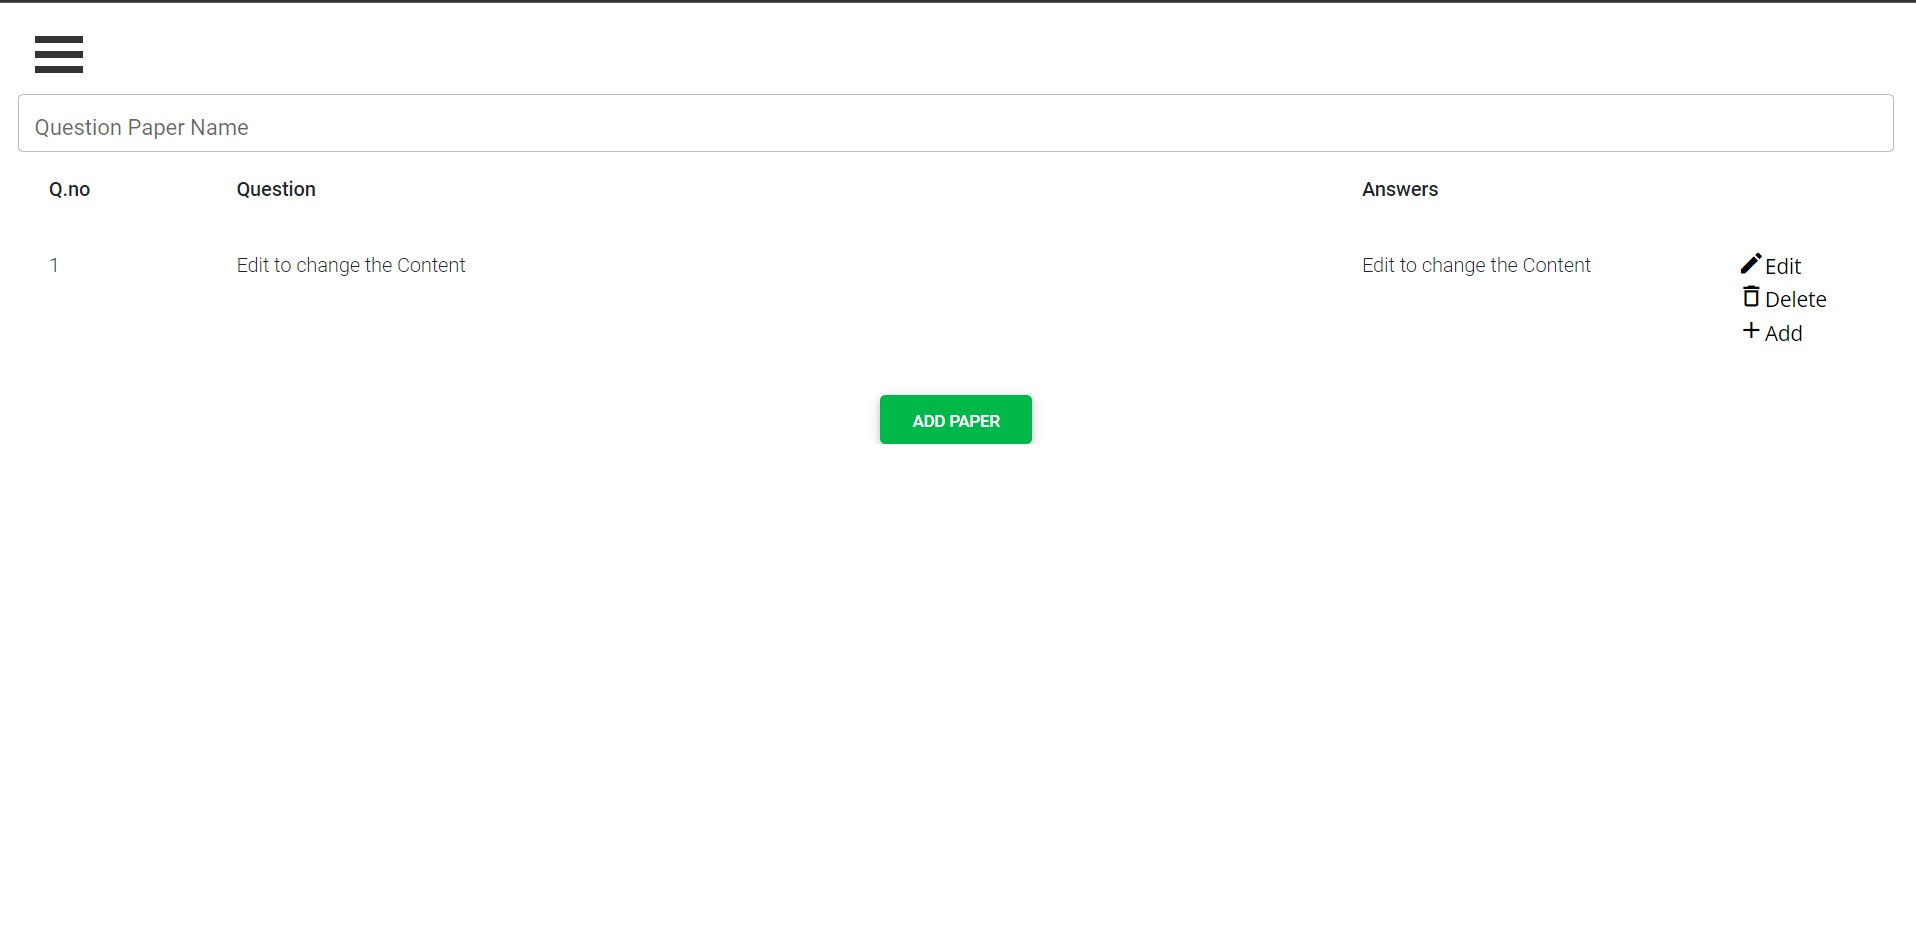 Question Paper Name
Q.no Question Answers
1 Edit to change the Content Edit to change the Content Edit
Delete
Add
ADD PAPER